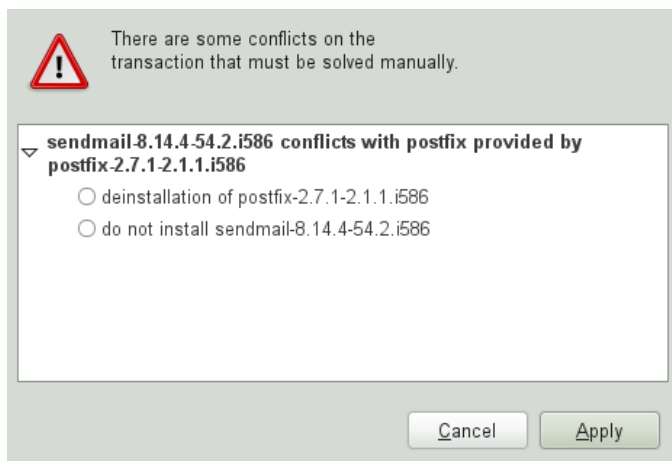 There are some conflicts on the
transaction that must be solved manually.
sendmail-8.14.4-54.2.i586 conflicts with postfix provided by
postfix-2.7.1-2.1.1.i586
deinstallation of postfix-2.7.1-2.1.1.i586
do not install sendmail-8.14.4-54.2.i586
Cancel
Apply